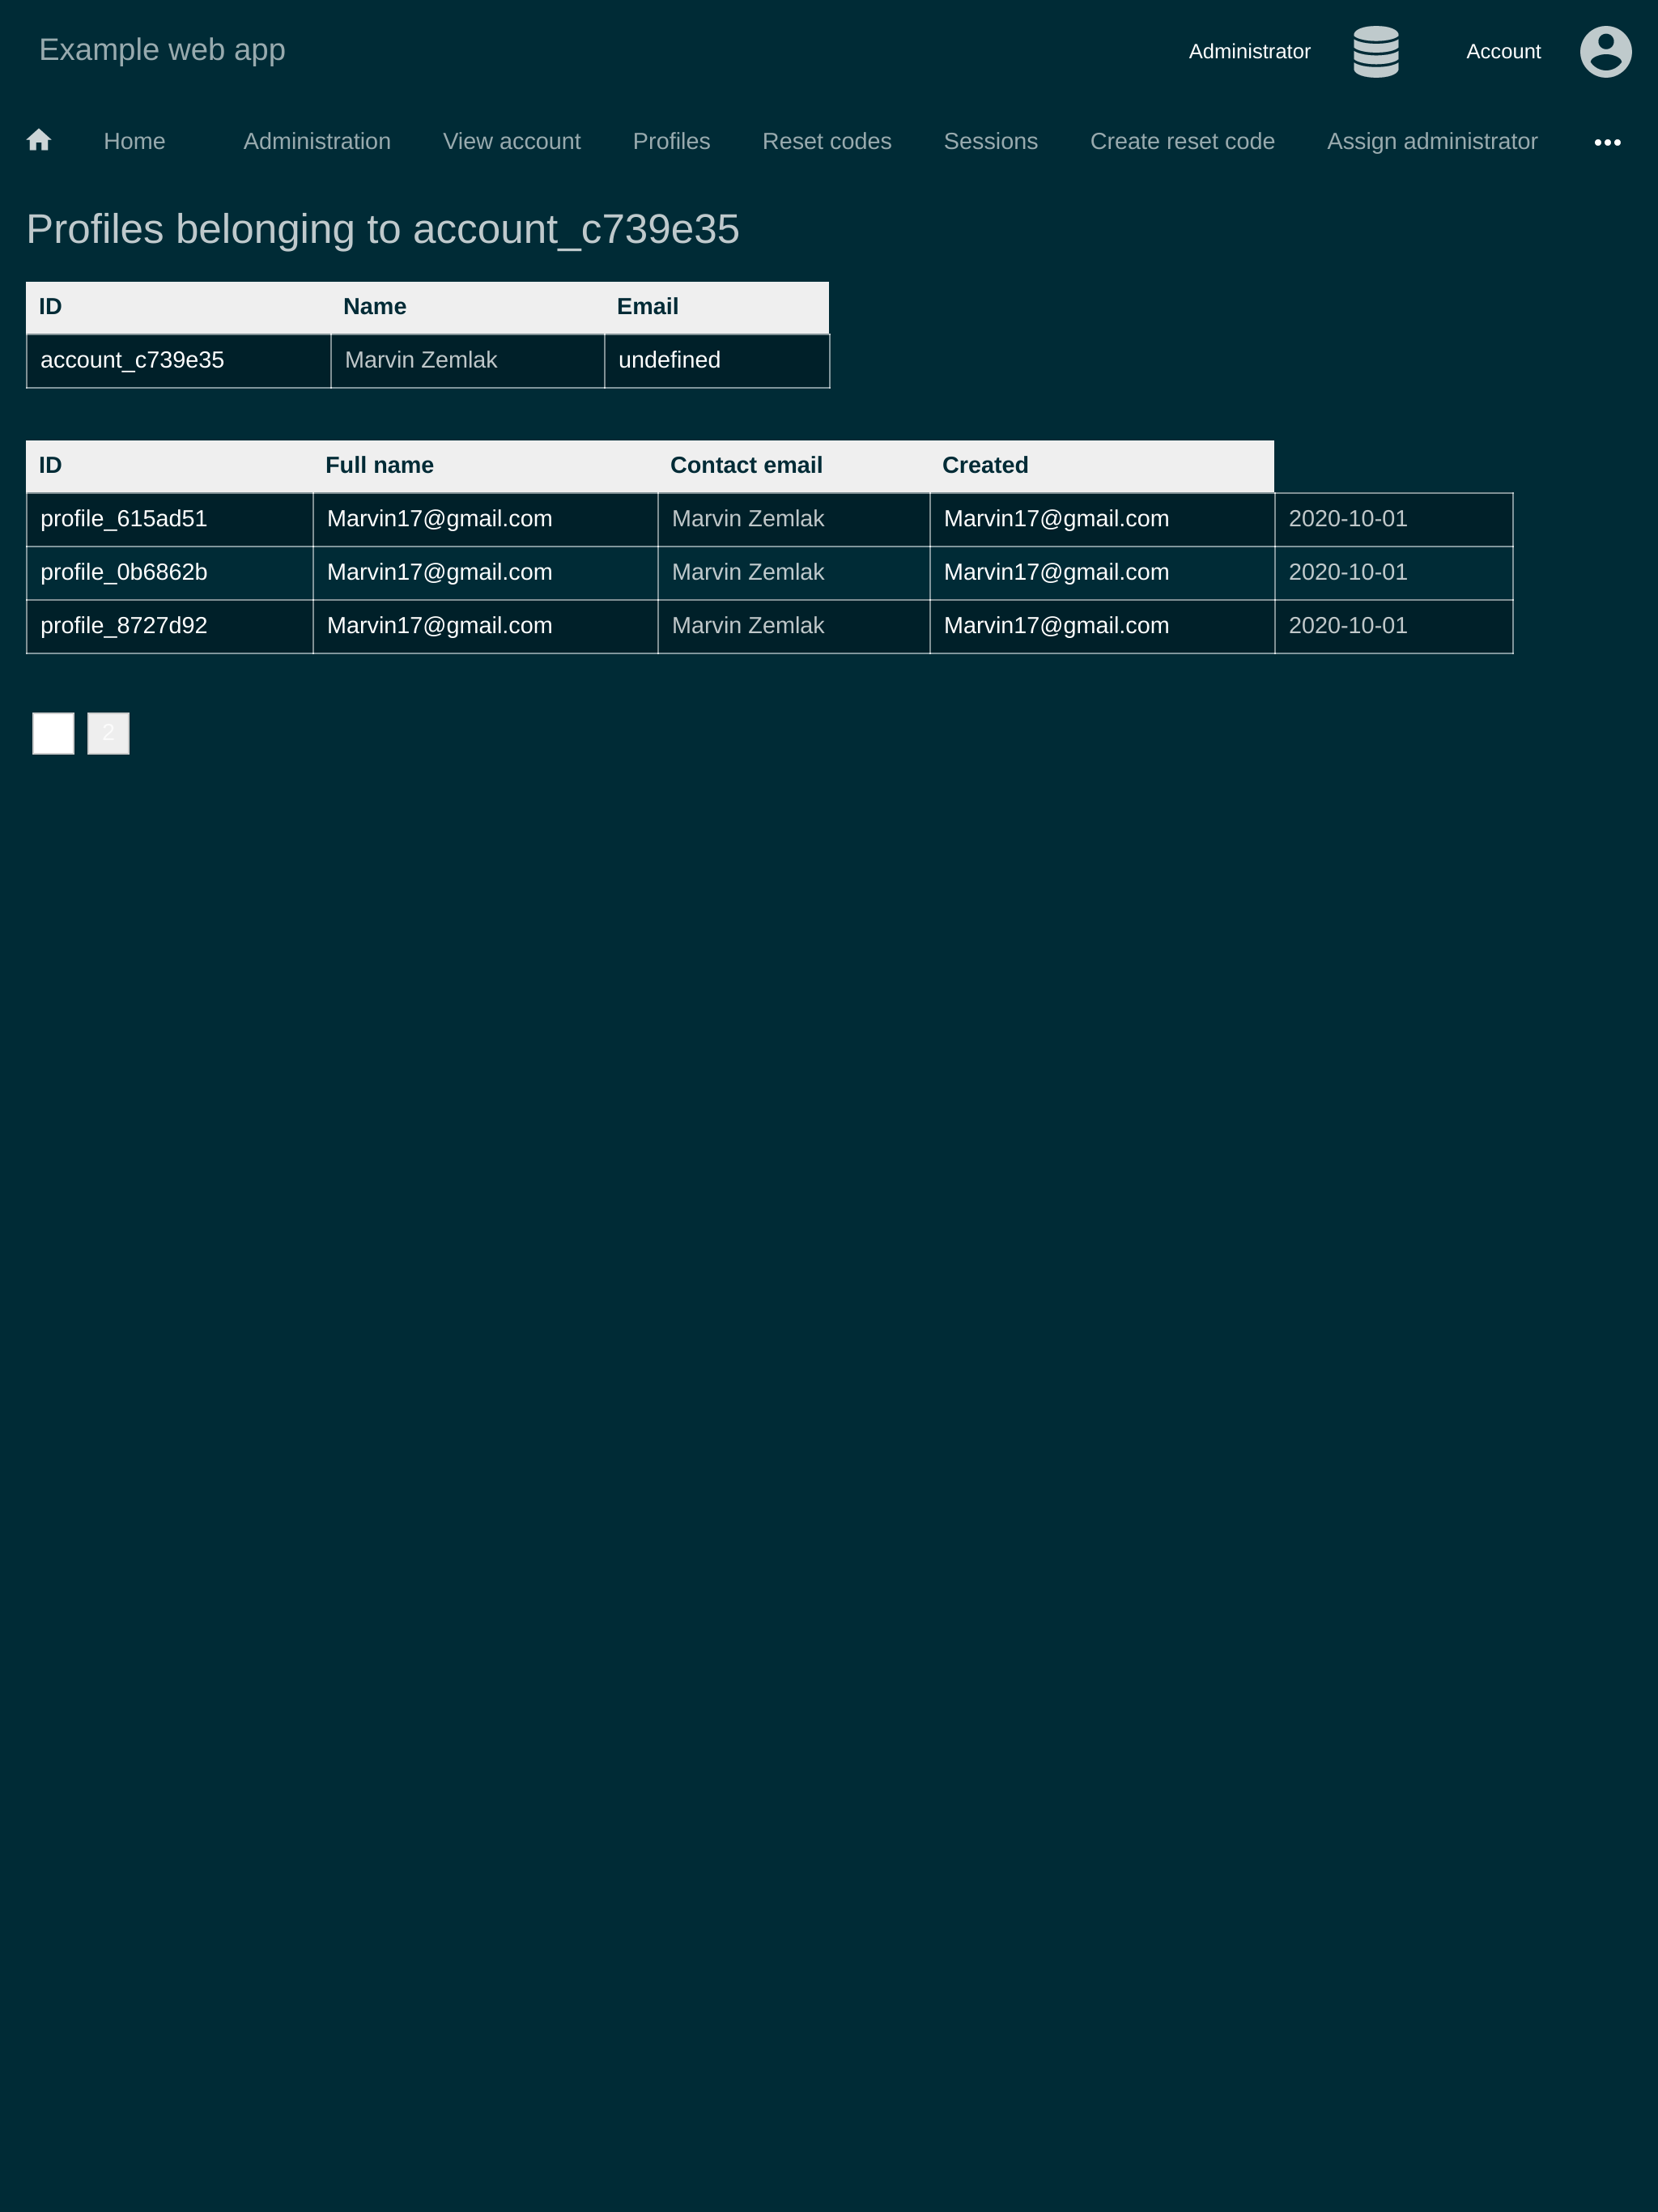 Example web app
Administrator Account
Home Administration View account Profiles Reset codes Sessions Create reset code Assign administrator
Profiles belonging to account_c739e35
ID Name Email
account_c739e35 Marvin Zemlak undefined
ID Full name Contact email Created
profile_615ad51 Marvin17@gmail.com Marvin Zemlak Marvin17@gmail.com 2020-10-01
profile_0b6862b Marvin17@gmail.com Marvin Zemlak Marvin17@gmail.com 2020-10-01
profile_8727d92 Marvin17@gmail.com Marvin Zemlak Marvin17@gmail.com 2020-10-01
2